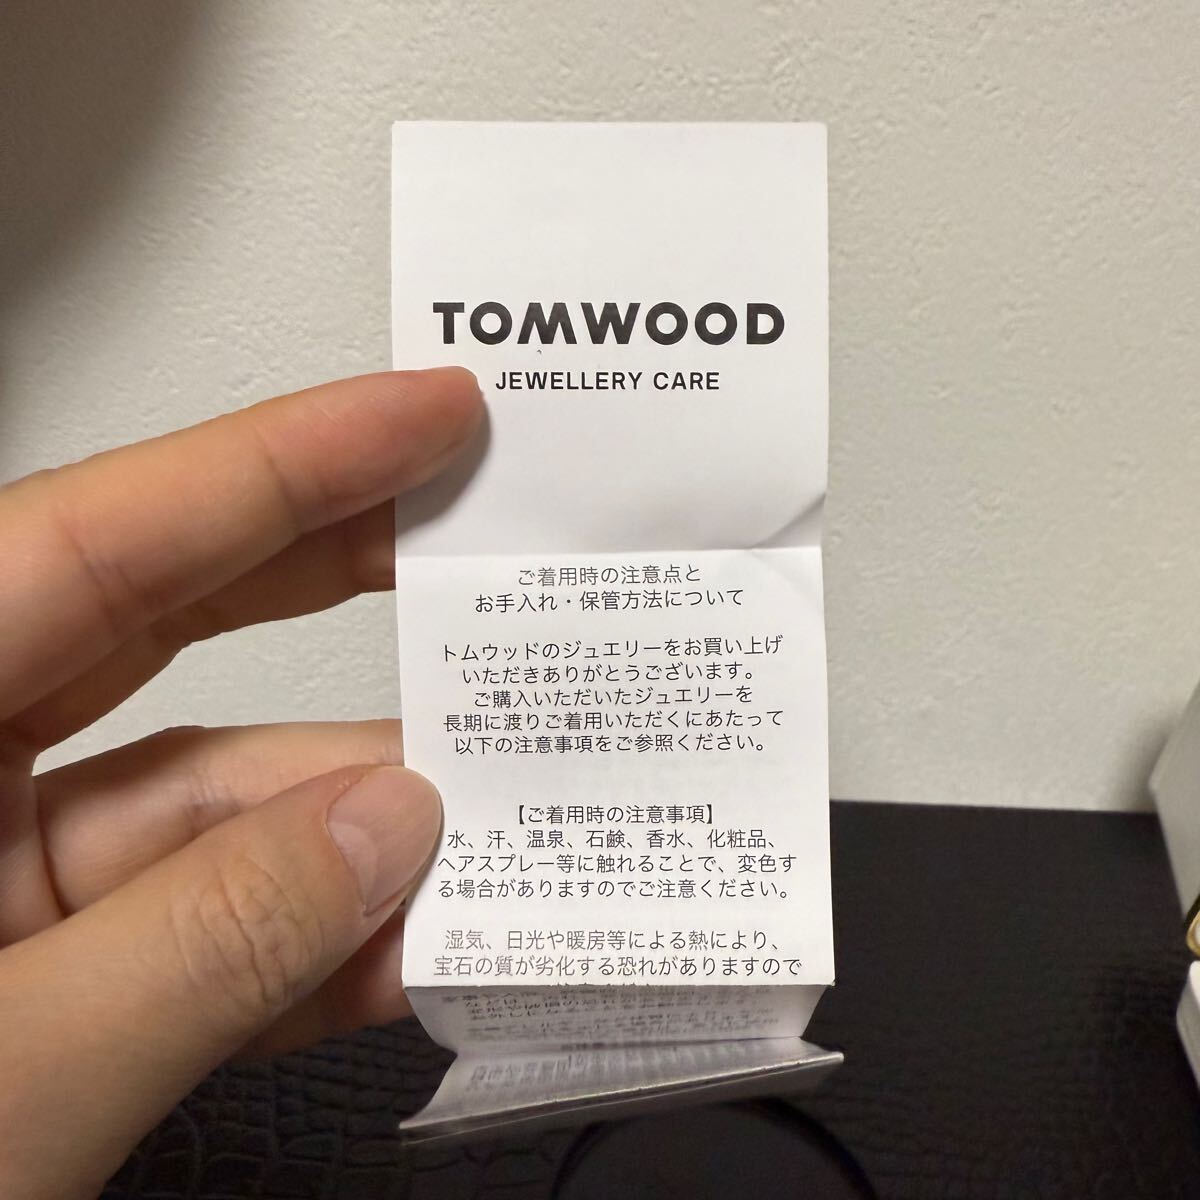 TOMWOOD
JEWELLERY CARE
ご着用時の注意点と
お手入れ・保管方法について
トムウッドのジュエリーをお買い上げ
いただきありがとうございます。
ご購入いただいたジュエリーを
長期に渡りご着用いただくにあたって
以下の注意事項をご参照ください。
【ご着用時の注意事項】
水、汗、温泉、石鹸、香水、化粧品、
ヘアスプレー等に触れることで、変色す
る場合がありますのでご注意ください。
湿気、日光や暖房等による熱により、
宝石の質が劣化する恐れがありますので